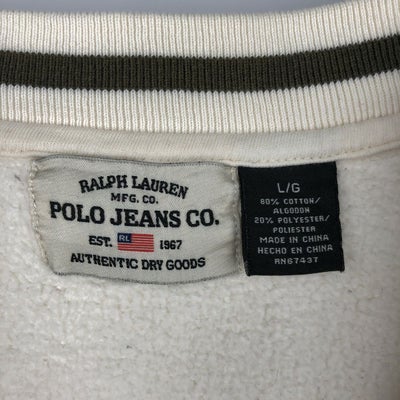 RALPH LAUREN
MFG. CO.
POLO JEANS CO.
EST. RL 1967
AUTHENTIC DRY GOODS
L/G
80% COTTON/
ALGODON
20% POLYESTER/
POLIESTER
MADE IN CHINA
HECHO EN CHINA
RN67437